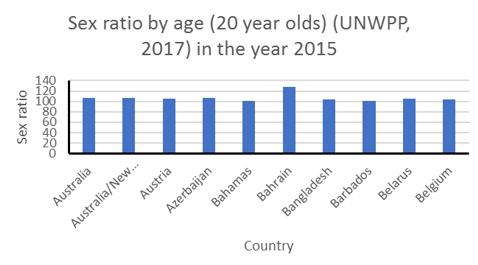 Sex ratio by age (20 year olds) (UNWPP,
2017) in the year 2015
Sex ratio
140
120
100
80
60
40
20
0
Australia
Australia/New...
Austria
Azerbaijan
Bahamas
Bahrain
Bangladesh
Barbados
Belarus
Belgium
Country